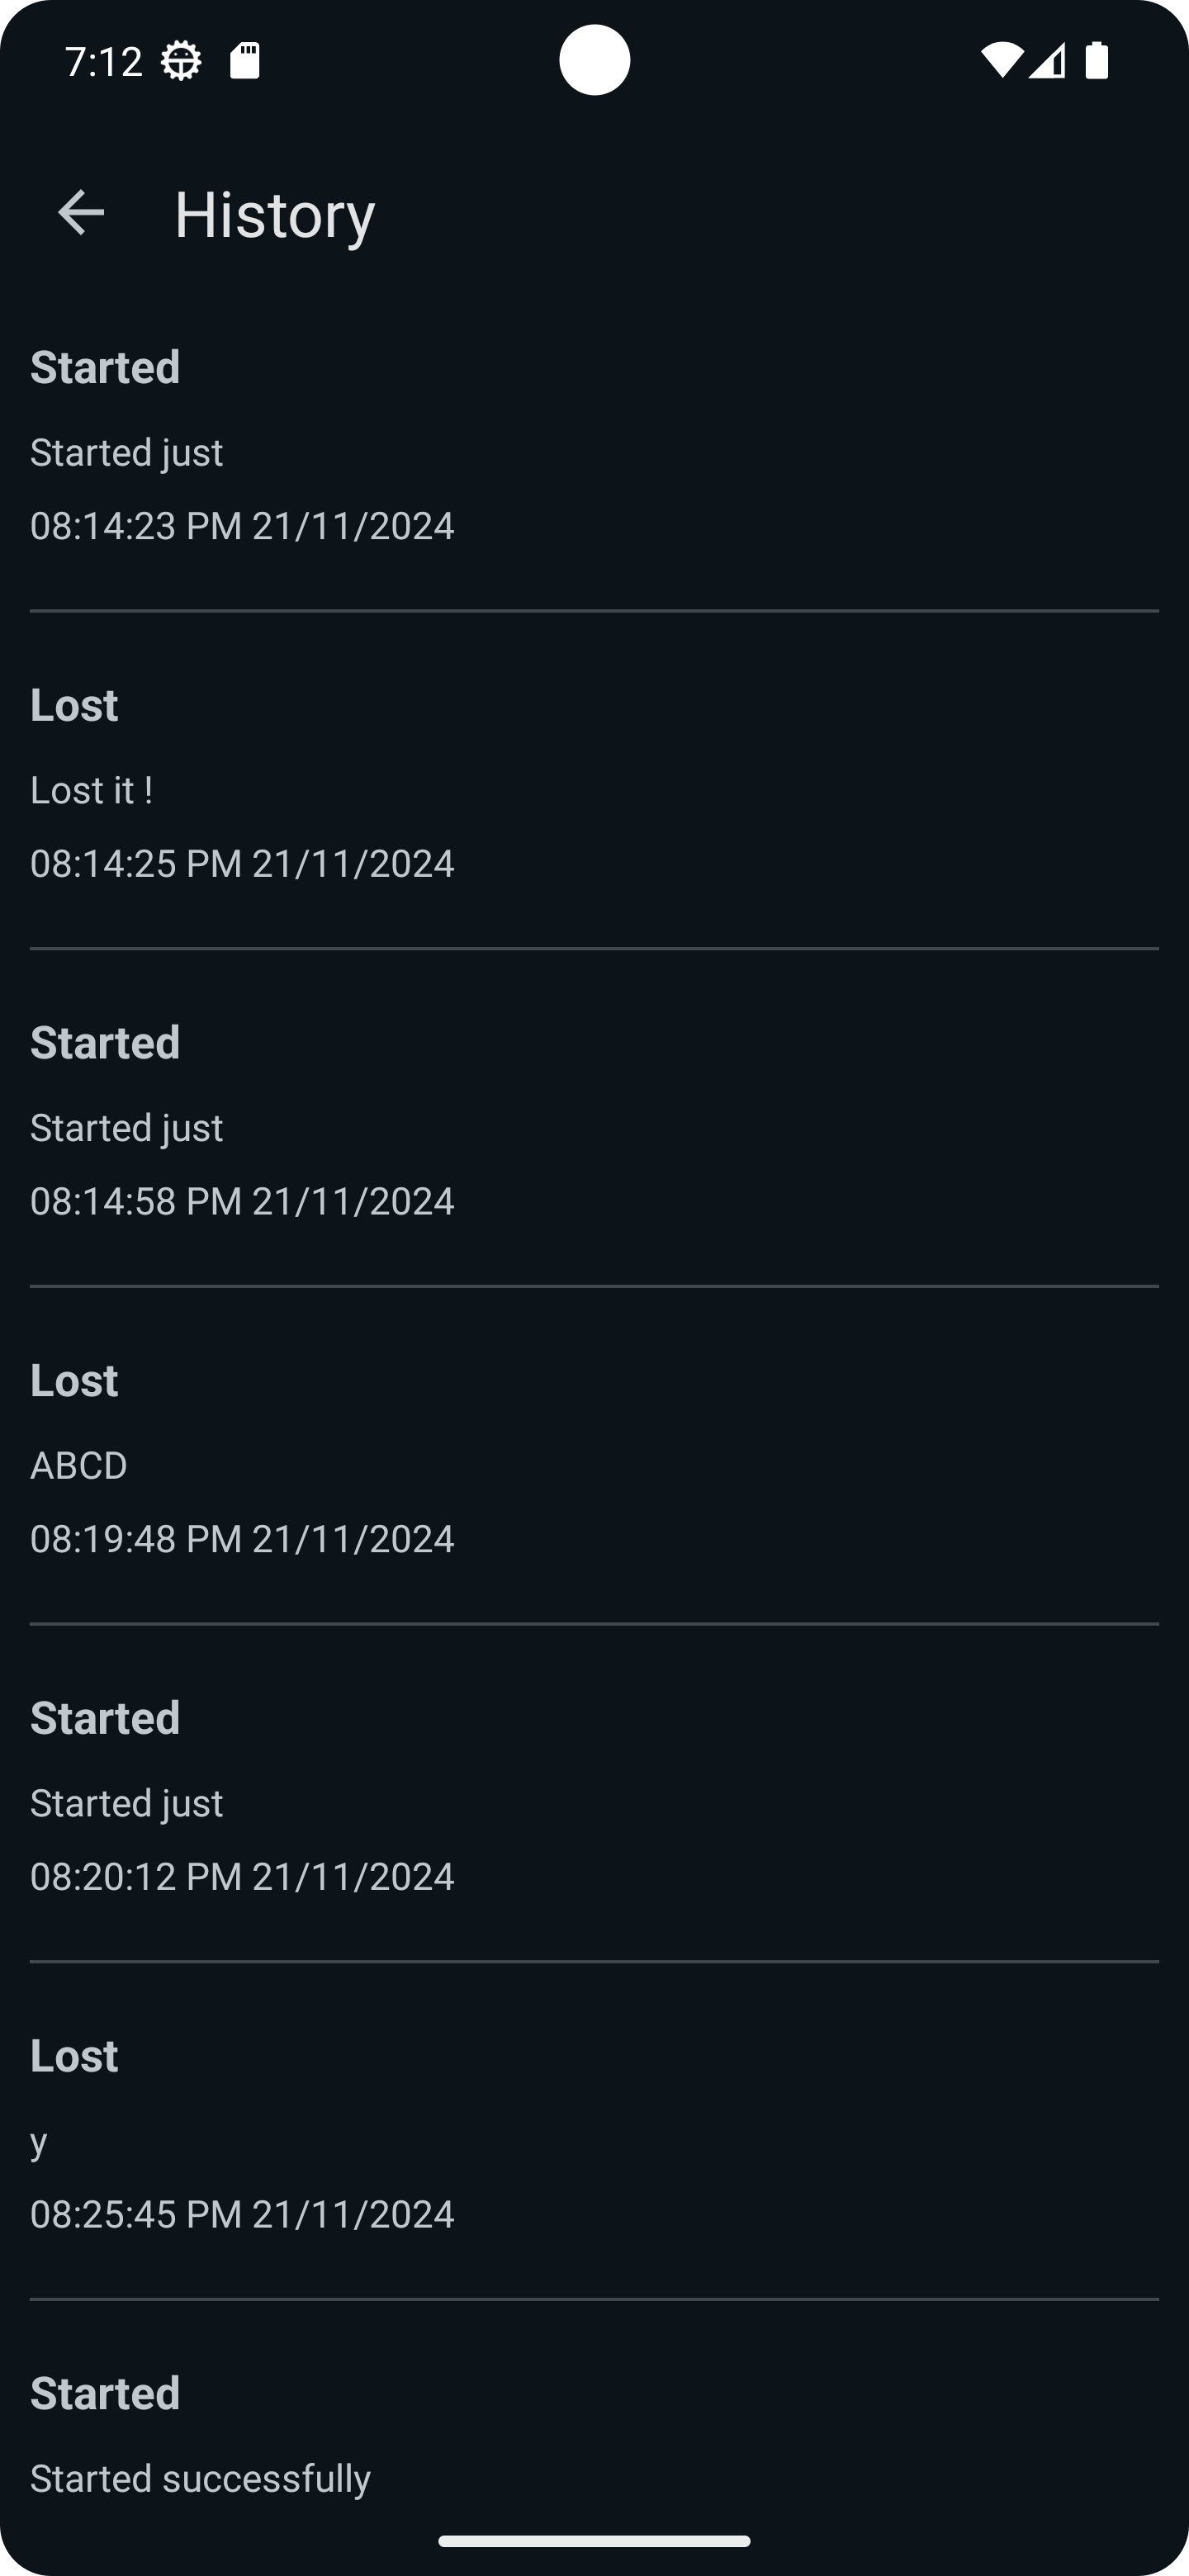 7:12
History
Started
Started just
08:14:23 PM 21/11/2024
Lost
Lost it !
08:14:25 PM 21/11/2024
Started
Started just
08:14:58 PM 21/11/2024
Lost
ABCD
08:19:48 PM 21/11/2024
Started
Started just
08:20:12 PM 21/11/2024
Lost
y
08:25:45 PM 21/11/2024
Started
Started successfully